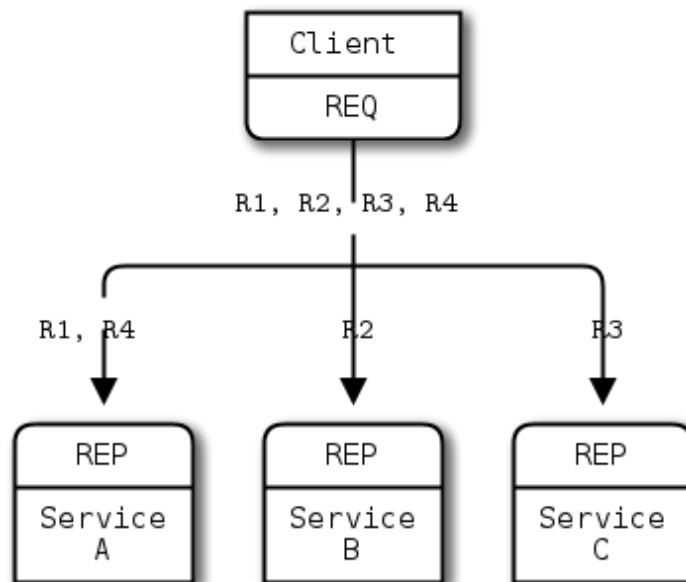 Client
REQ
R1, R2, R3, R4
R1, R4 R2 R3
REP REP REP
Service Service Service
A B C